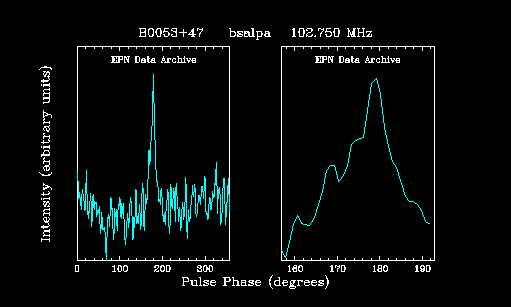 B0053+47 bsalpa 102.750 MHz
EPN Data Archive EPN Data Archive
Intensity (arbitrary units)
0 100 200 300 160 170 180 190
Pulse Phase (degrees)